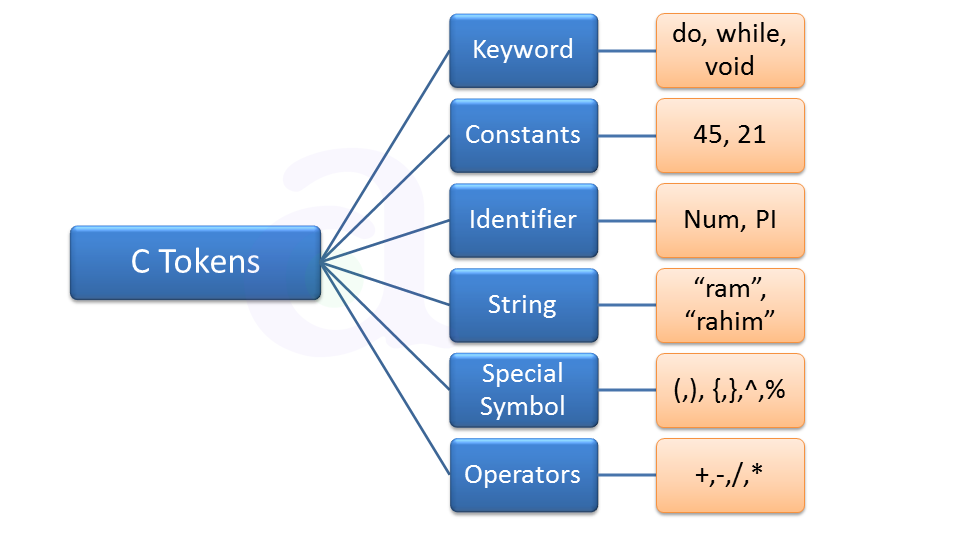 Keyword
do, while,
void
Constants
45, 21
Identifier
Num, PI
C Tokens
String
“ram”,
“rahim”
Special
Symbol
(,), {,},^,%
Operators
+,-,/,*